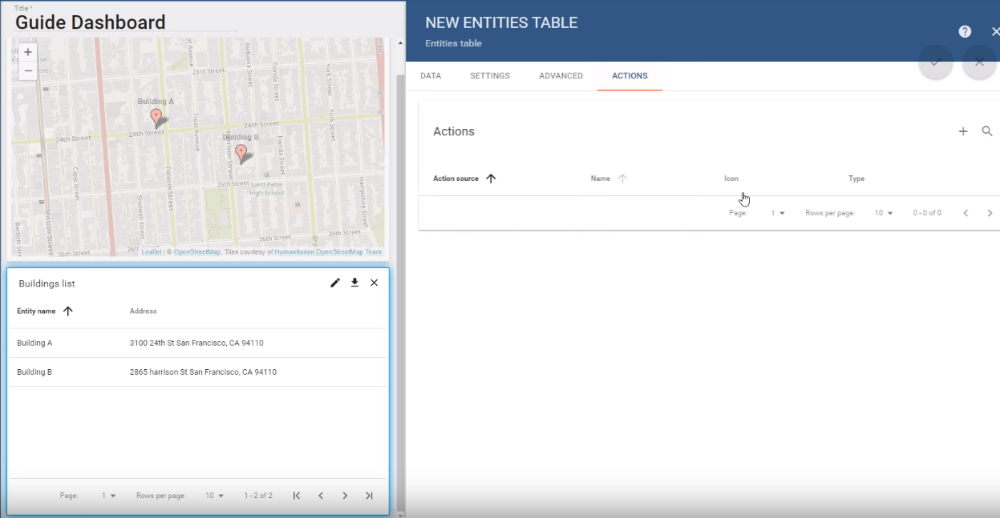 Title *
Guide Dashboard
+
−
Building A
Building B
23rd Street
24th Street
24th Street
24th Street
25th Street
Saint Peter
High School
26th Street
26th Street
26th Street
Alabama Street
Florida Street
York Street
Treat Avenue
Harrison Street
Florida Street
York Street
Capp Street
Folsom Street
Shotwell Street
Mission Street
Hampshire Street
Leaflet | © OpenStreetMap, Tiles courtesy of Humanitarian OpenStreetMap Team
Buildings list
Entity name
Address
Building A
3100 24th St San Francisco, CA 94110
Building B
2865 harrison St San Francisco, CA 94110
Page: 1 Rows per page: 10 1 - 2 of 2
NEW ENTITIES TABLE
Entities table
?
DATA SETTINGS ADVANCED ACTIONS
Actions
Action source Name Icon Type
Page: 1 Rows per page: 10 0 - 0 of 0